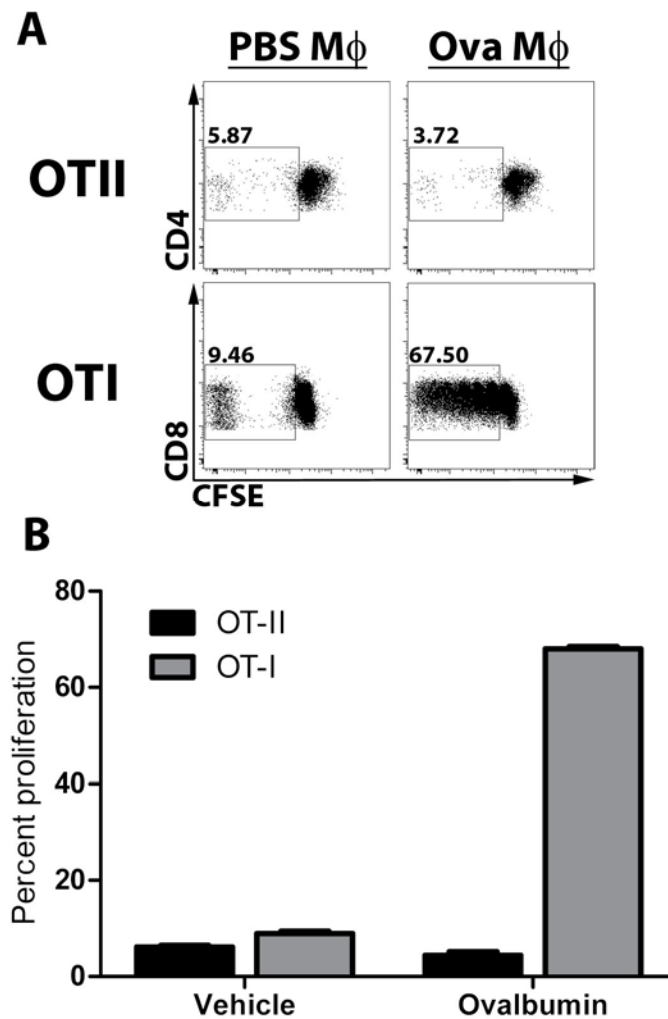 A
PBS Mϕ Ova Mϕ
OTII
CD4
5.87
3.72
OTI
CD8
9.46
67.50
CFSE
B
Percent proliferation
80
60
40
20
0
OT-II
OT-I
Vehicle Ovalbumin